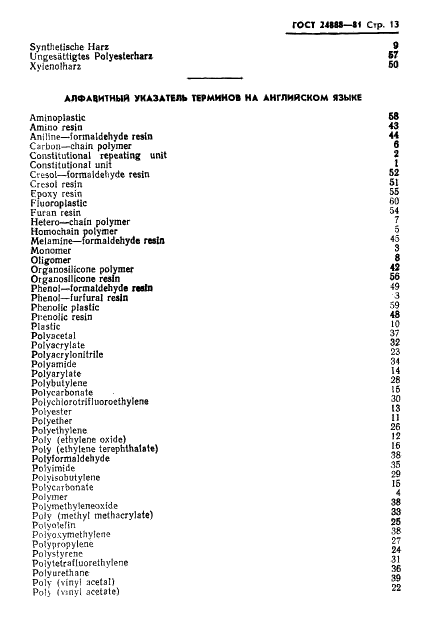 ГОСТ 24888—81 Стр. 13
Synthetische Harz 9
Ungesättigtes Polyesterharz 57
Xylenolharz 50
АЛФАВИТНЫЙ УКАЗАТЕЛЬ ТЕРМИНОВ НА АНГЛИЙСКОМ ЯЗЫКЕ
Aminoplastic 58
Amino resin 43
Aniline—formaldehyde resin 44
Carbon—chain polymer 6
Constitutional repeating unit 2
Constitutional unit 1
Cresol—formaldehyde resin 52
Cresol resin 51
Epoxy resin 55
Fluoroplastic 60
Furan resin 54
Hetero—chain polymer 7
Homochain polymer 5
Melamine—formaldehyde resin 45
Monomer 3
Oligomer 8
Organosilicone polymer 42
Organosilicone resin 56
Phenol—formaldehyde resin 49
Phenol—furfural resin 3
Phenolic plastic 59
Phenolic resin 48
Plastic 10
Polyacetal 37
Polyacrylate 32
Polyacrylonitrile 23
Polyamide 34
Polyarylate 14
Polybutylene 28
Polycarbonate 15
Polychlorotrifluoroethylene 30
Polyester 13
Polyether 11
Polyethylene 26
Poly (ethylene oxide) 12
Poly (ethylene terephthalate) 16
Polyformaldehyde 38
Polyimide 35
Polyisobutylene 29
Polycarbonate 15
Polymer 4
Polymethyleneoxide 38
Poly (methyl methacrylate) 33
Polyolefin 25
Polyoxymethylene 38
Polypropylene 27
Polystyrene 24
Polytetrafluorethylene 31
Polyurethane 36
Poly (vinyl acetal) 39
Poly (vinyl acetate) 22